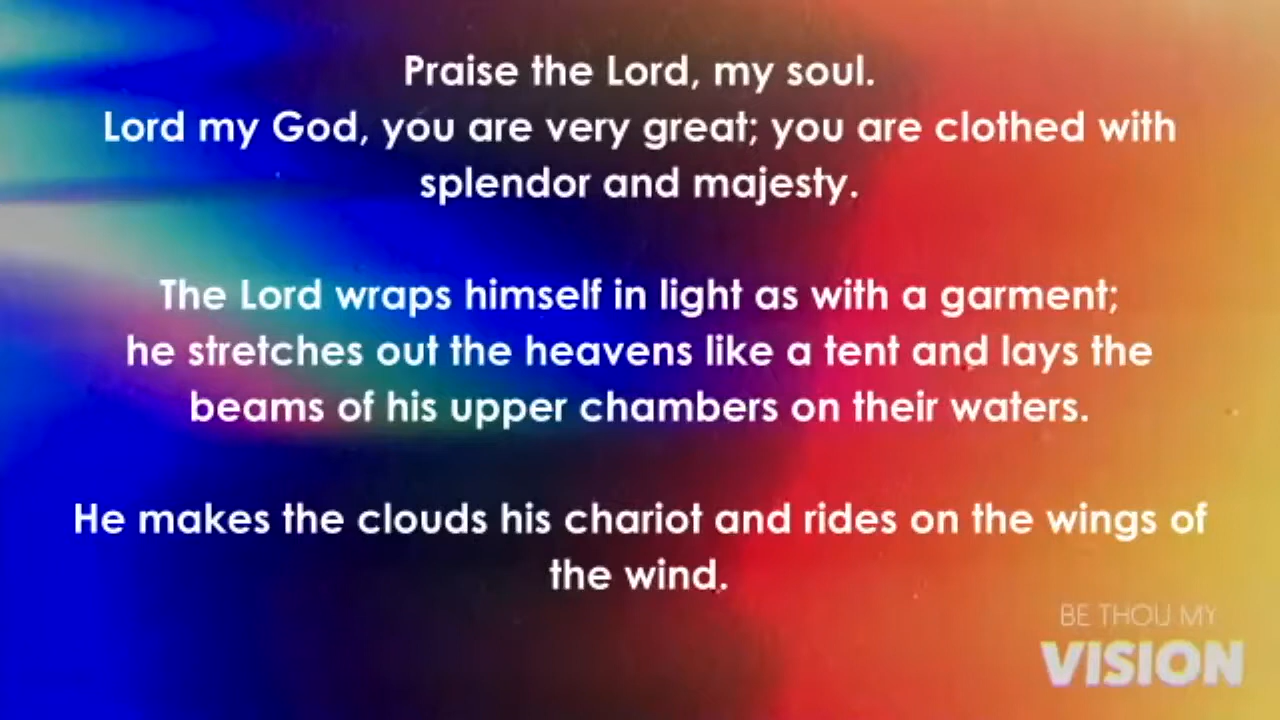 Praise the Lord, my soul.
Lord my God, you are very great; you are clothed with
splendor and majesty.
The Lord wraps himself in light as with a garment;
he stretches out the heavens like a tent and lays the
beams of his upper chambers on their waters.
He makes the clouds his chariot and rides on the wings of
the wind.
BE THOU MY
VISION